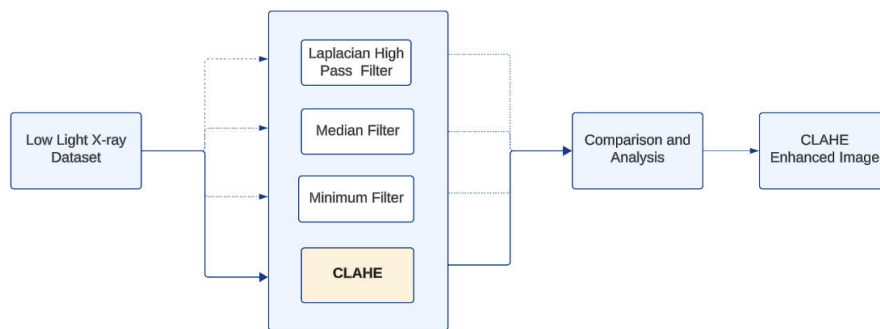 Low Light X-ray
Dataset
Laplacian High
Pass Filter
Median Filter
Minimum Filter
CLAHE
Comparison and
Analysis
CLAHE
Enhanced Image